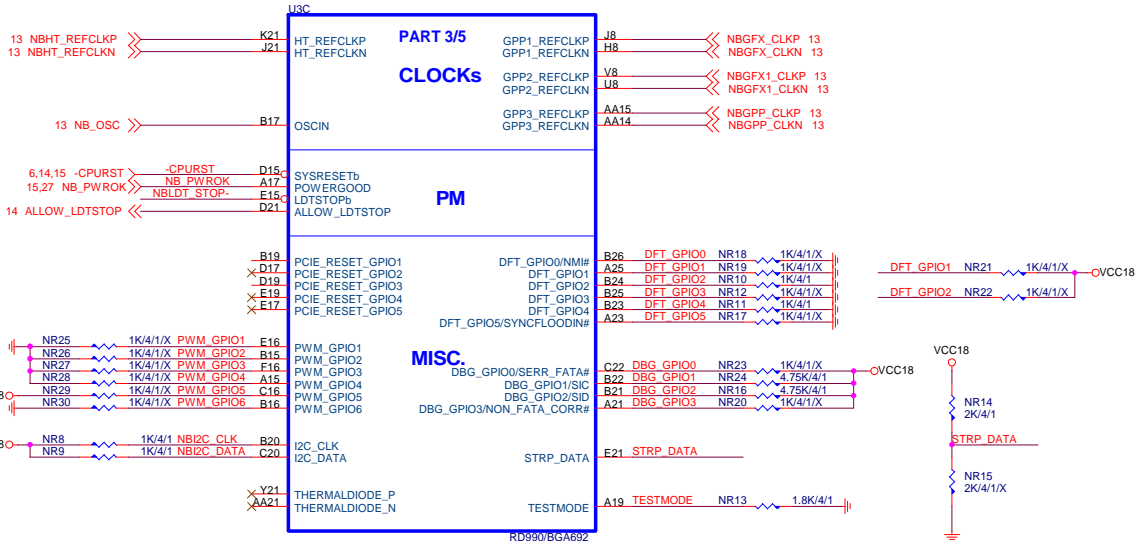 U3C
PART 3/5
CLOCKs
13 NBHT_REFCLKP K21 HT_REFCLKP
13 NBHT_REFCLKN J21 HT_REFCLKN
GPP1_REFCLKP J8 NBGFX_CLKP 13
GPP1_REFCLKN H8 NBGFX_CLKN 13
GPP2_REFCLKP V8 NBGFX1_CLKP 13
GPP2_REFCLKN U8 NBGFX1_CLKN 13
13 NB_OSC B17 OSCIN
GPP3_REFCLKP AA15 NBGPP_CLKP 13
GPP3_REFCLKN AA14 NBGPP_CLKN 13
PM
6,14,15 -CPURST -CPURST D15 SYSRESETb
15,27 NB_PWROK NB_PWROK A17 POWERGOOD
NBLDT_STOP- E15 LDTSTOPb
14 ALLOW_LDTSTOP D21 ALLOW_LDTSTOP
MISC.
B19 PCIE_RESET_GPIO1
D17 PCIE_RESET_GPIO2
D19 PCIE_RESET_GPIO3
E19 PCIE_RESET_GPIO4
E17 PCIE_RESET_GPIO5
DFT_GPIO0/NMI# B26 DFT_GPIO0 NR18 1K/4/1/X
DFT_GPIO1 A25 DFT_GPIO1 NR19 1K/4/1/X
DFT_GPIO2 B24 DFT_GPIO2 NR10 1K/4/1
DFT_GPIO3 B25 DFT_GPIO3 NR12 1K/4/1/X
DFT_GPIO4 B23 DFT_GPIO4 NR11 1K/4/1
DFT_GPIO5/SYNCFLOODIN# A23 DFT_GPIO5 NR17 1K/4/1/X
DFT_GPIO1 NR21 1K/4/1/X VCC18
DFT_GPIO2 NR22 1K/4/1/X
NR25 1K/4/1/X PWM_GPIO1 E16 PWM_GPIO1
NR26 1K/4/1/X PWM_GPIO2 B15 PWM_GPIO2
NR27 1K/4/1/X PWM_GPIO3 F16 PWM_GPIO3
NR28 1K/4/1/X PWM_GPIO4 A15 PWM_GPIO4
8 NR29 1K/4/1/X PWM_GPIO5 C16 PWM_GPIO5
NR30 1K/4/1/X PWM_GPIO6 B16 PWM_GPIO6
DBG_GPIO0/SERR_FATA# C22 DBG_GPIO0 NR23 1K/4/1/X VCC18
DBG_GPIO1/SIC B22 DBG_GPIO1 NR24 4.75K/4/1
DBG_GPIO2/SID B21 DBG_GPIO2 NR16 4.75K/4/1
DBG_GPIO3/NON_FATA_CORR# A21 DBG_GPIO3 NR20 1K/4/1/X
VCC18
NR14
2K/4/1
STRP_DATA
NR15
2K/4/1/X
8 NR8 1K/4/1 NBI2C_CLK B20 I2C_CLK
NR9 1K/4/1 NBI2C_DATA C20 I2C_DATA
STRP_DATA E21 STRP_DATA
Y21 THERMALDIODE_P
AA21 THERMALDIODE_N
TESTMODE A19 TESTMODE NR13 1.8K/4/1
RD990/BGA692